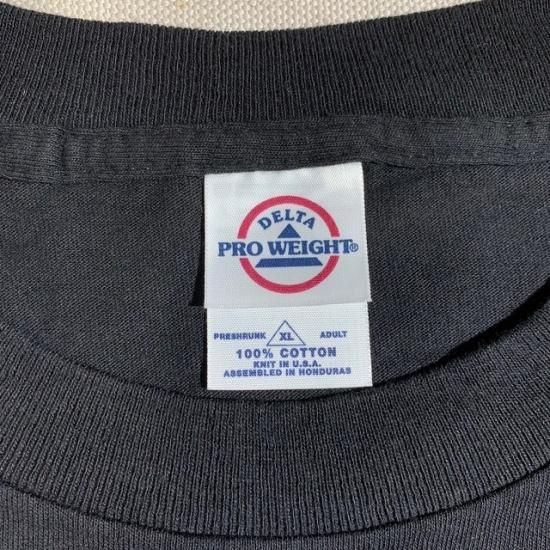 DELTA
PRO WEIGHT®
PRESHRUNK XL ADULT
100% COTTON
KNIT IN U.S.A.
ASSEMBLED IN HONDURAS